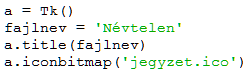 a = Tk()
fajlnev = 'Névtelen'
a.title(fajlnev)
a.iconbitmap('jegyzet.ico')